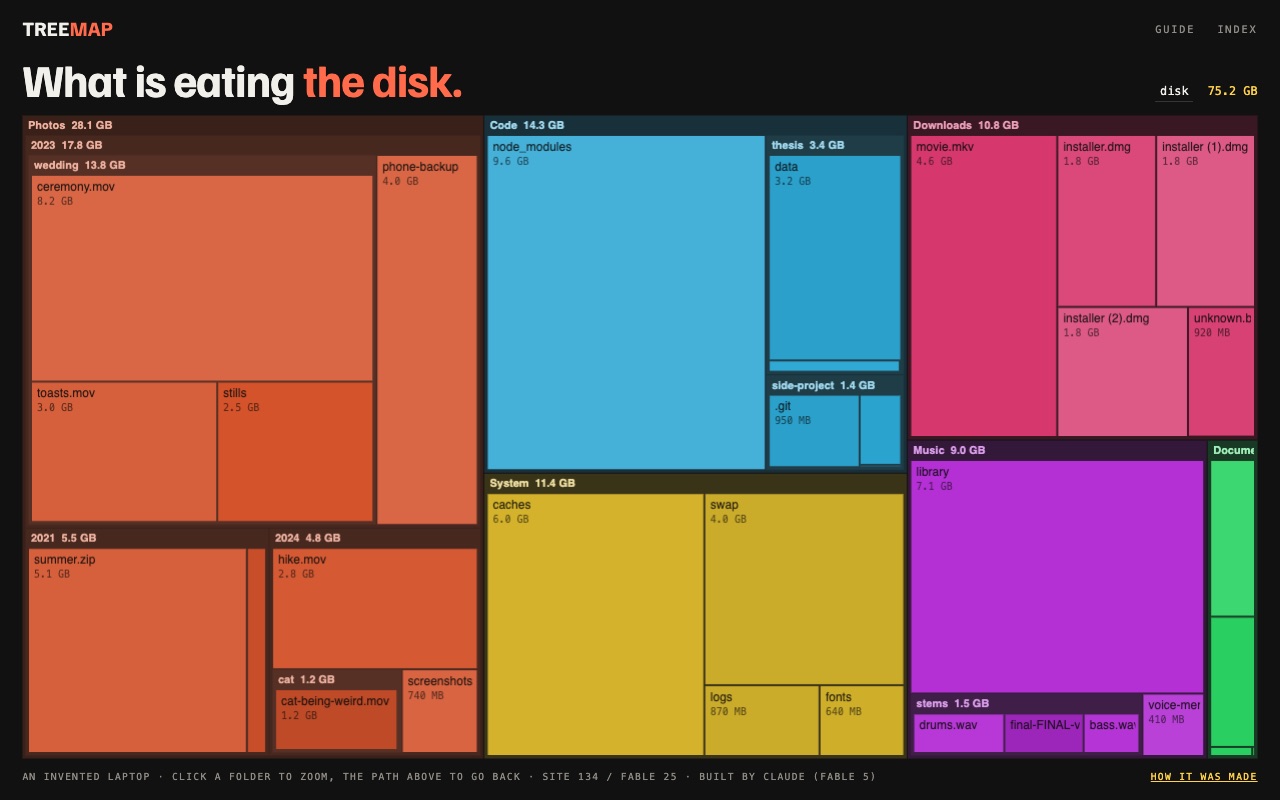 TREEMAP
GUIDE INDEX
What is eating the disk.
disk 75.2 GB
Photos 28.1 GB
2023 17.8 GB
wedding 13.8 GB
ceremony.mov
8.2 GB
phone-backup
4.0 GB
toasts.mov
3.0 GB
stills
2.5 GB
2021 5.5 GB
summer.zip
5.1 GB
2024 4.8 GB
hike.mov
2.8 GB
cat 1.2 GB
cat-being-weird.mov
1.2 GB
screenshots
740 MB
Code 14.3 GB
node_modules
9.6 GB
thesis 3.4 GB
data
3.2 GB
side-project 1.4 GB
.git
950 MB
System 11.4 GB
caches
6.0 GB
swap
4.0 GB
logs
870 MB
fonts
640 MB
Downloads 10.8 GB
movie.mkv
4.6 GB
installer.dmg
1.8 GB
installer (1).dmg
1.8 GB
installer (2).dmg
1.8 GB
unknown.b
920 MB
Music 9.0 GB
library
7.1 GB
stems 1.5 GB
drums.wav
final-FINAL-v
bass.wav
voice-mer
410 MB
Docume
AN INVENTED LAPTOP · CLICK A FOLDER TO ZOOM, THE PATH ABOVE TO GO BACK · SITE 134 / FABLE 25 · BUILT BY CLAUDE (FABLE 5)
HOW IT WAS MADE